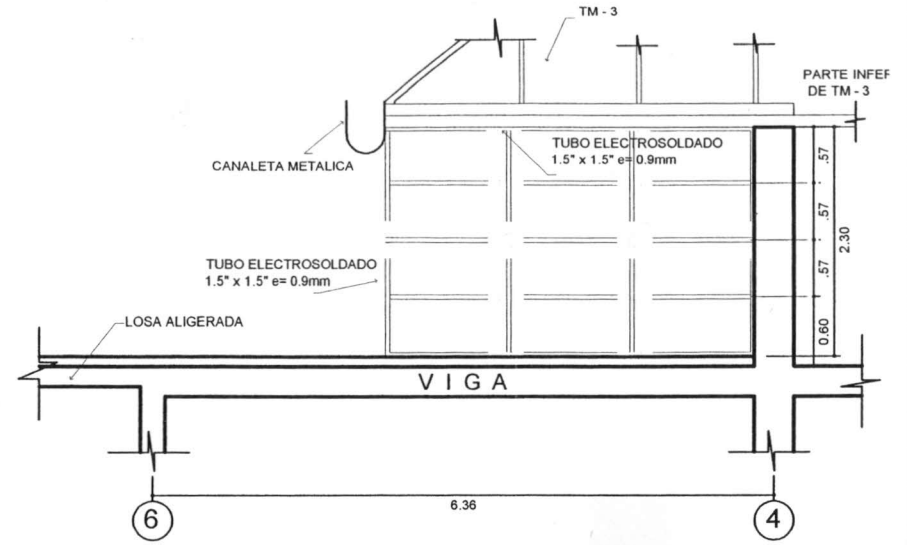 TM - 3
PARTE INFER
DE TM - 3
CANALETA METALICA
TUBO ELECTROSOLDADO
1.5" x 1.5" e= 0.9mm
.57
.57
.57
0.60
2.30
TUBO ELECTROSOLDADO
1.5" x 1.5" e= 0.9mm
LOSA ALIGERADA
VIGA
6.36
6
4